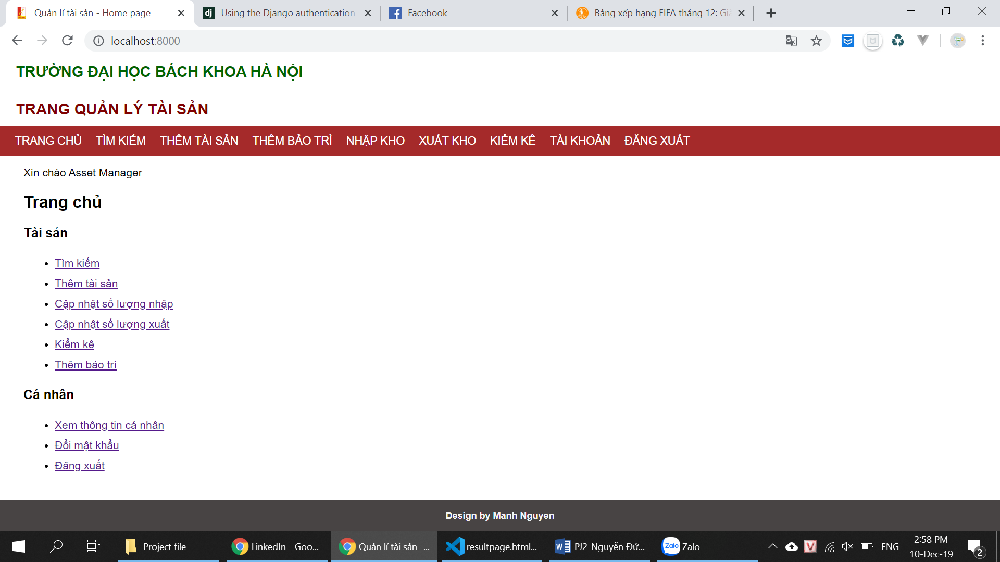 Quản lí tài sản - Home page
Using the Django authentication
Facebook
Bảng xếp hạng FIFA tháng 12: Giả
localhost:8000
TRƯỜNG ĐẠI HỌC BÁCH KHOA HÀ NỘI
TRANG QUẢN LÝ TÀI SẢN
TRANG CHỦ TÌM KIẾM THÊM TÀI SẢN THÊM BẢO TRÌ NHẬP KHO XUẤT KHO KIỂM KÊ TÀI KHOẢN ĐĂNG XUẤT
Xin chào Asset Manager
Trang chủ
Tài sản
Tìm kiếm
Thêm tài sản
Cập nhật số lượng nhập
Cập nhật số lượng xuất
Kiểm kê
Thêm bảo trì
Cá nhân
Xem thông tin cá nhân
Đổi mật khẩu
Đăng xuất
Design by Manh Nguyen
Project file
LinkedIn - Goo...
Quản lí tài sản -...
resultpage.html...
PJ2-Nguyễn Đứ...
Zalo
ENG
2:58 PM
10-Dec-19
2